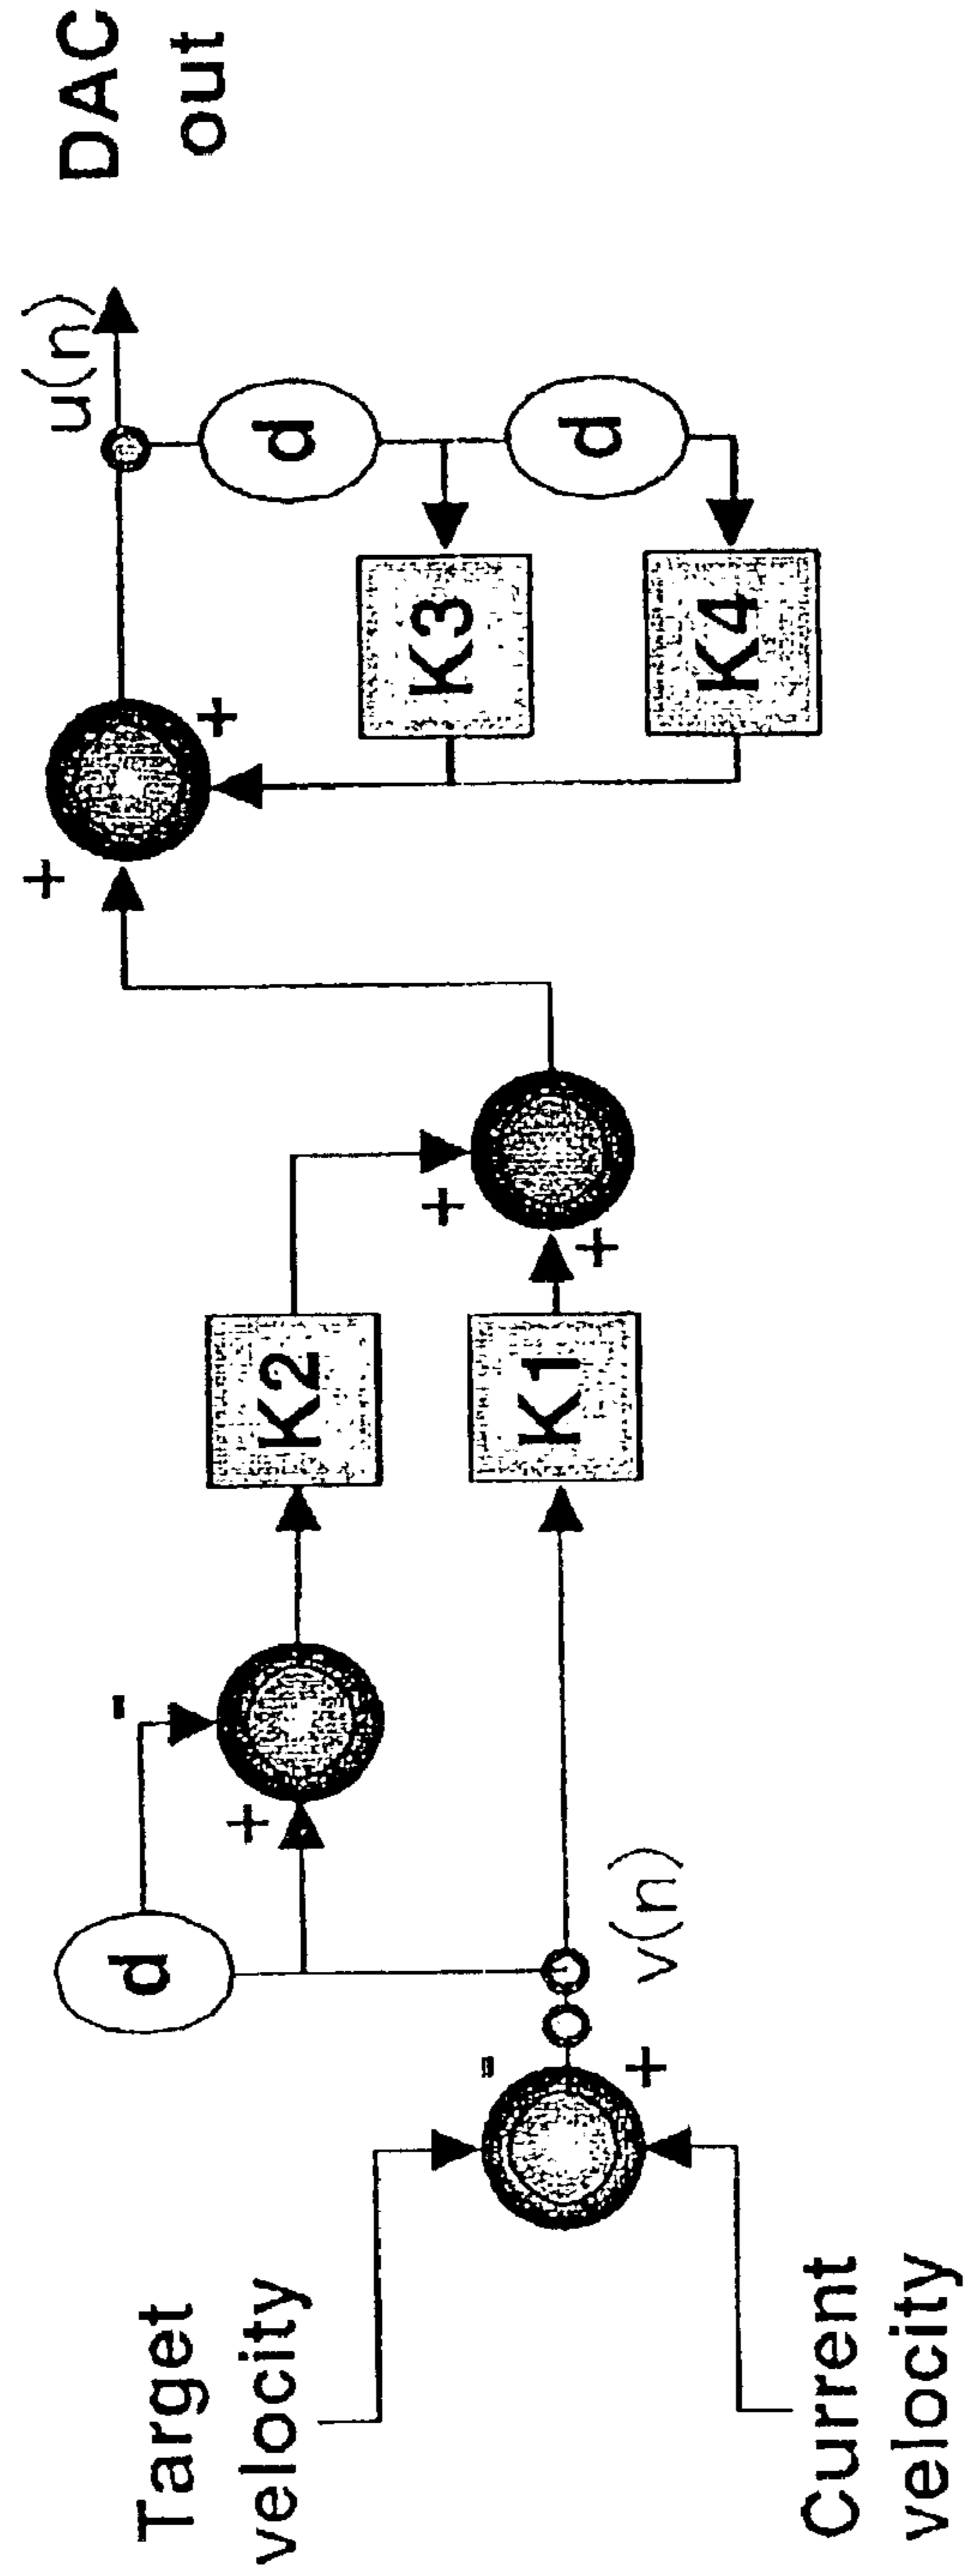 Target
velocity
Current
velocity
-
+
v(n)
d
-
+
K2
K1
+
+
+
+
u(n)
d
d
K3
K4
DAC
out